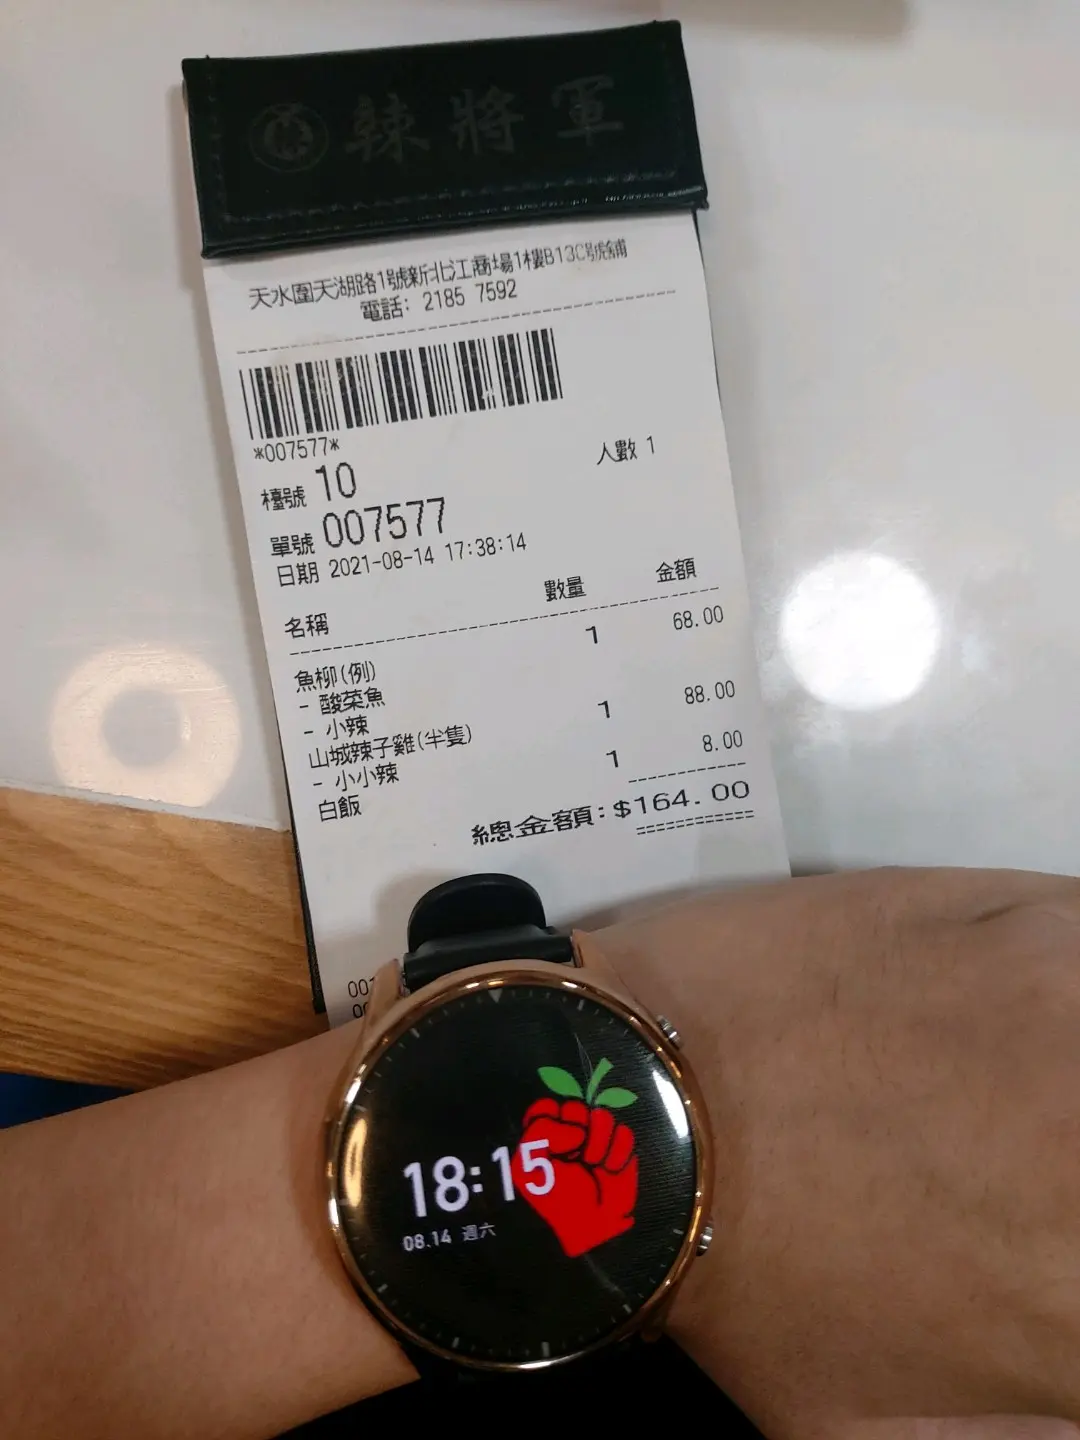 辣將軍
天水圍天湖路1號新北江商場1樓B13C號舖
電話: 2185 7592
*007577*
檯號 10 人數 1
單號 007577
日期 2021-08-14 17:38:14
名稱 數量 金額
魚柳(例) 1 68.00
- 酸菜魚
- 小辣
山城辣子雞(半隻) 1 88.00
- 小小辣
白飯 1 8.00
總金額: $164.00
001
18:15
08.14 週六